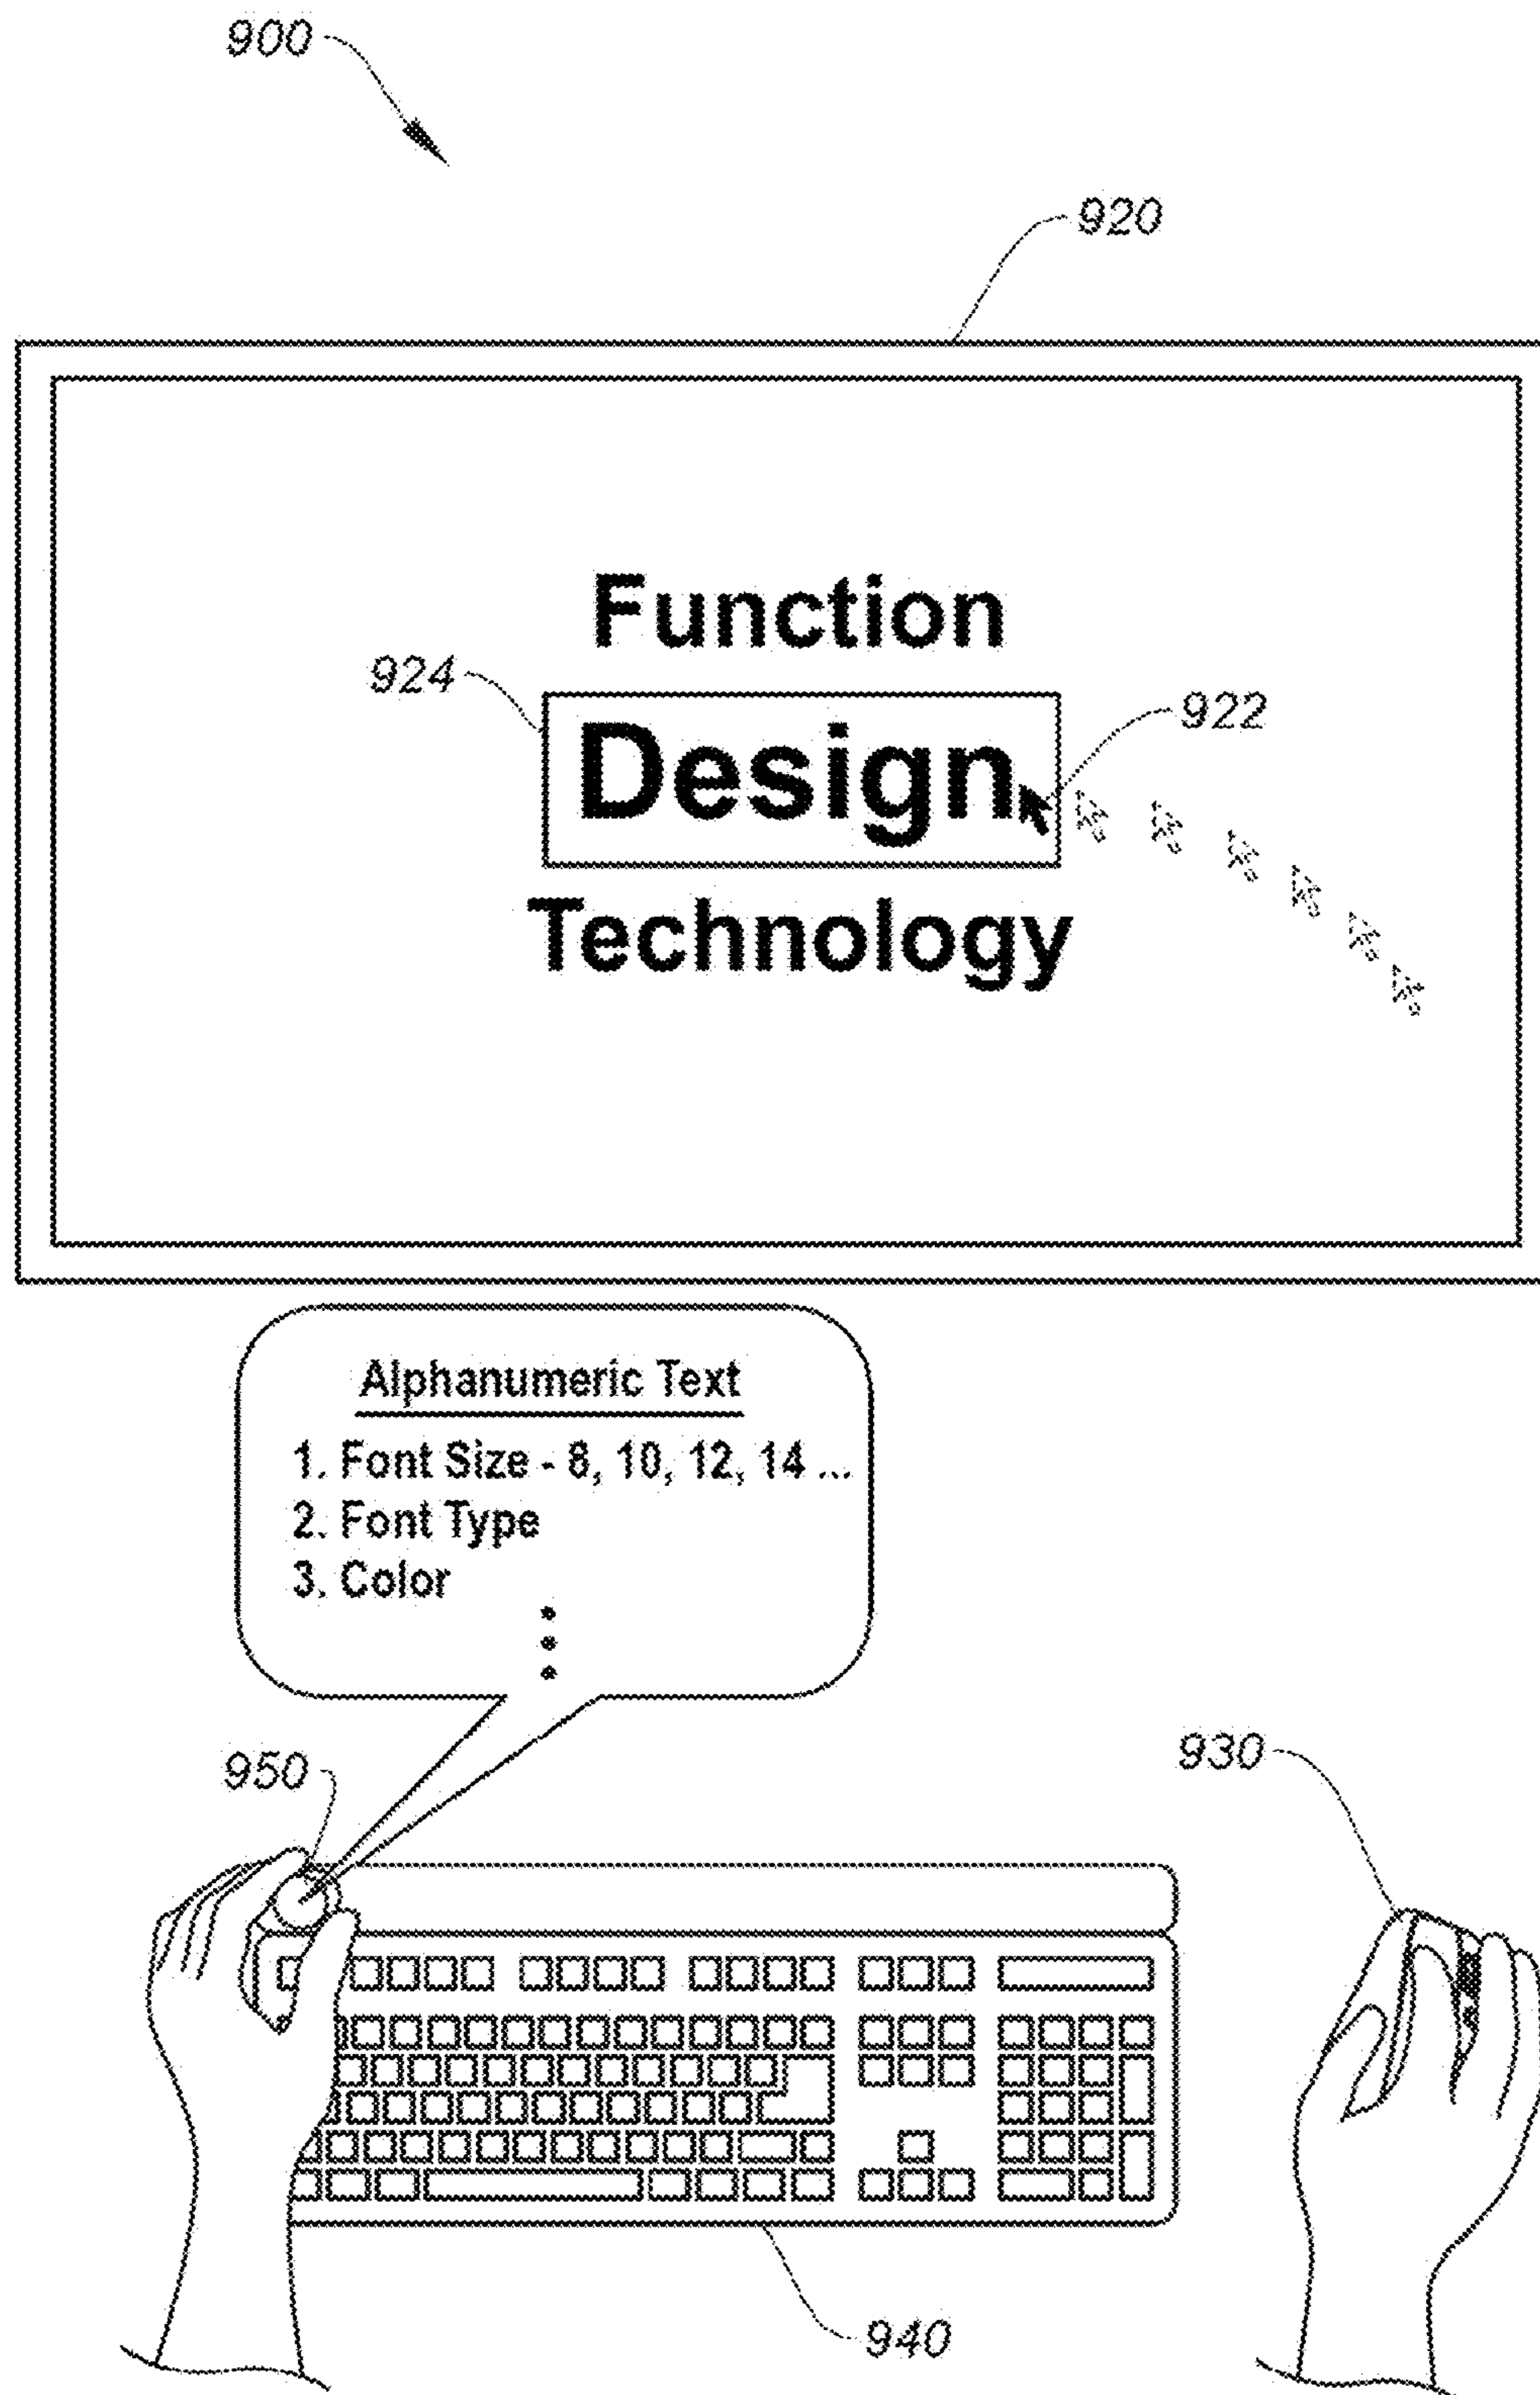 900
920
Function
924
Design
922
Technology
Alphanumeric Text
1. Font Size - 8, 10, 12, 14 ...
2. Font Type
3. Color
950
930
940